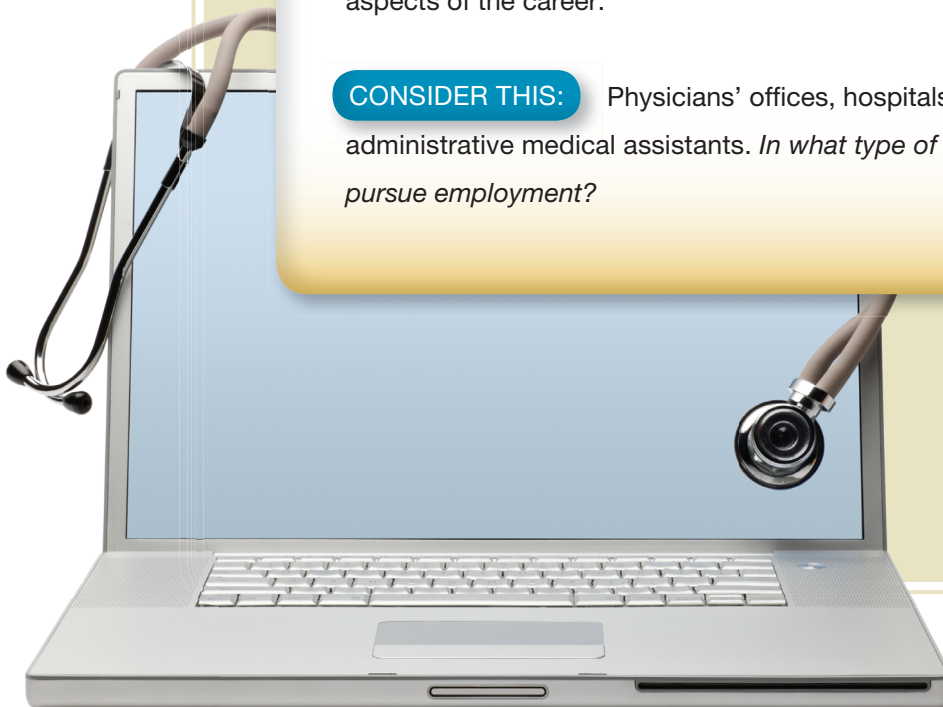 aspects of the career.
CONSIDER THIS: Physicians’ offices, hospitals
administrative medical assistants. In what type of
pursue employment?